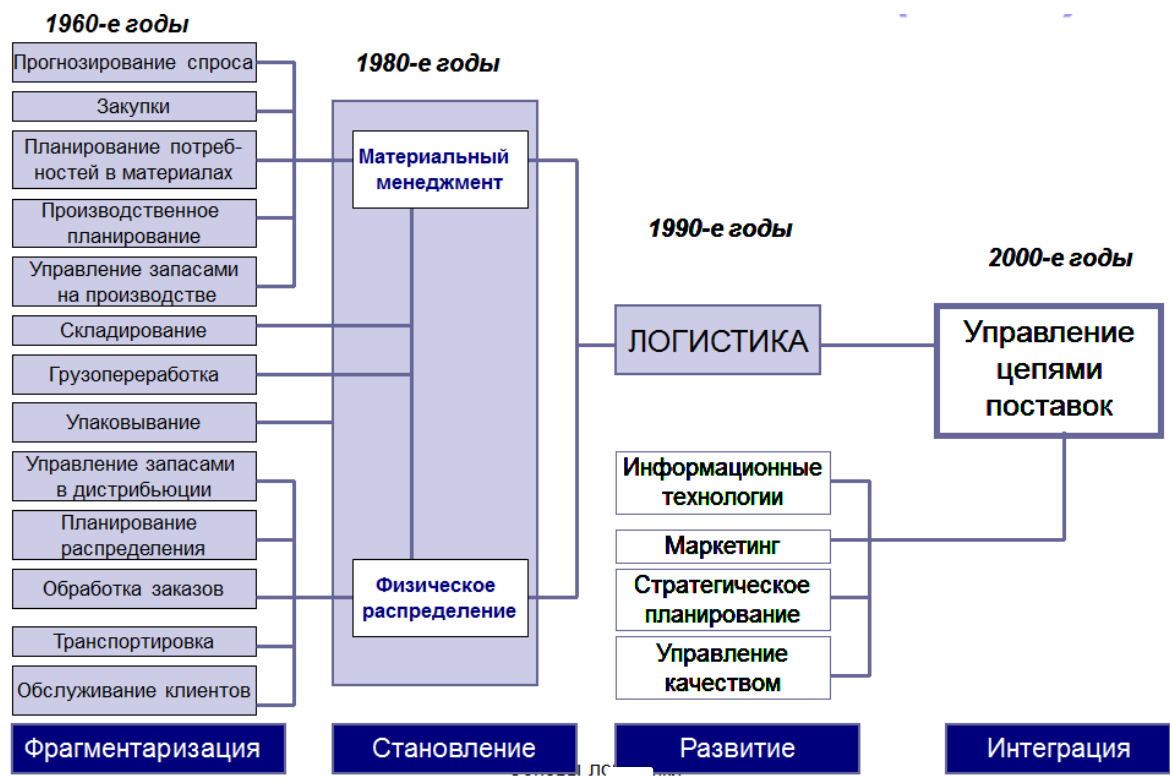 1960-е годы
Прогнозирование спроса
Закупки
Планирование потреб-
ностей в материалах
Производственное
планирование
Управление запасами
на производстве
Складирование
Грузопереработка
Упаковывание
Управление запасами
в дистрибьюции
Планирование
распределения
Обработка заказов
Транспортировка
Обслуживание клиентов
Фрагментаризация
1980-е годы
Материальный
менеджмент
Физическое
распределение
Становление
1990-е годы
ЛОГИСТИКА
Информационные
технологии
Маркетинг
Стратегическое
планирование
Управление
качеством
Развитие
2000-е годы
Управление
цепями
поставок
Интеграция